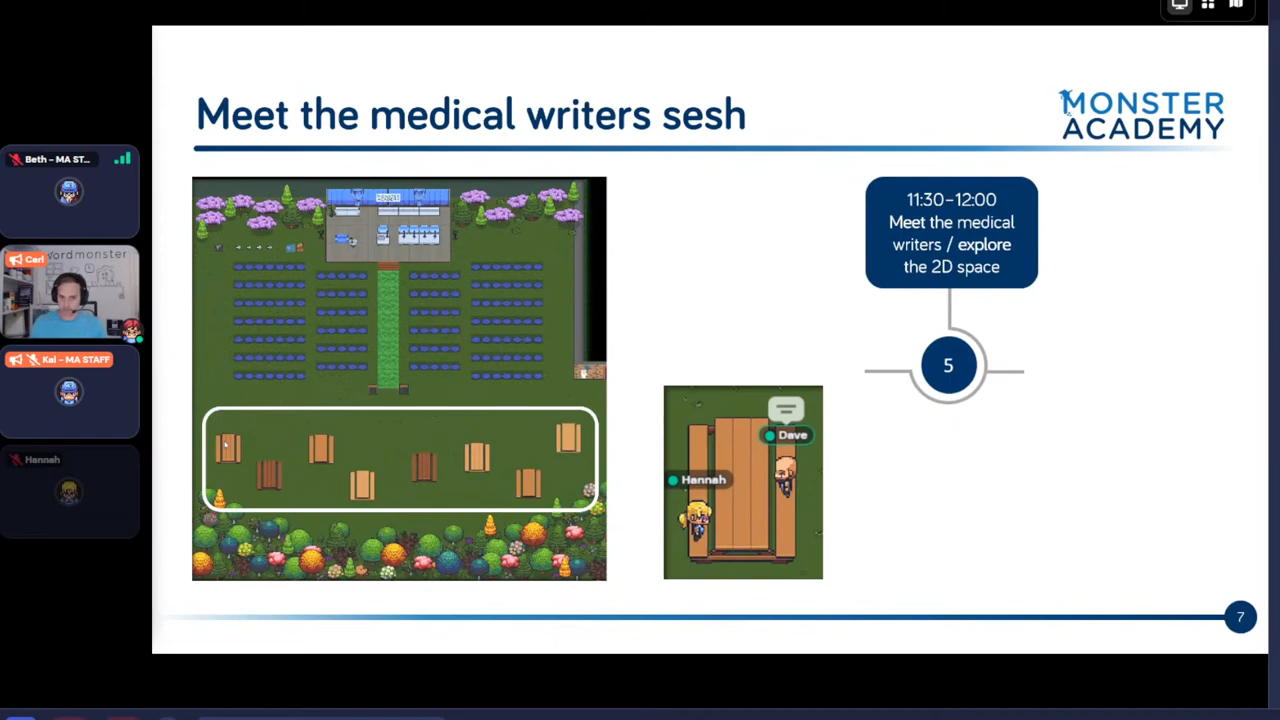 Meet the medical writers sesh
MONSTER
ACADEMY
Beth – MA ST...
Carl
wordmonster
Kai – MA STAFF
Hannah
11:30–12:00
Meet the medical
writers / explore
the 2D space
5
Dave
Hannah
7